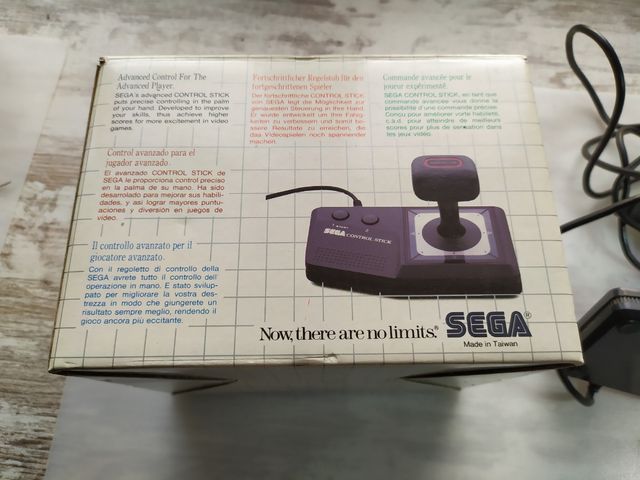 Advanced Control For The
Advanced Player.
SEGA's advanced CONTROL STICK
puts precise controlling in the palm
of your hand. Developed to improve
your skills, thus achieve higher
scores for more excitement in video
games.
Fortschrittlicher Regelstub für den
fortgeschrittenen Spieler.
Der fortschrittliche CONTROL STICK
von SEGA legt die Möglichkeit zur
genauesten Steuerung in Ihre Hand.
Er wurde entwickelt um Ihre Fähig-
keiten zu verbessern und somit bes-
sere Resultate zu erreichen, die
das Videospielen noch spannender
machen.
Commande avancée pour le
joueur expérimenté.
SEGA CONTROL STICK, en tant que
commande avancée vous donne la
possibilite d'une commande précise.
Conçu pour améliorer votre habileté,
c.a.d. pour atteindre de meilleurs
scores pour plus de sensation dans
les jeux vidéo.
Control avanzado para el
jugador avanzado.
El avanzado CONTROL STICK de
SEGA le proporciona control preciso
en la palma de su mano. Ha sido
desarrolado para mejorar sus habili-
dades, y asi lograr mayores puntu-
aciones y diversión en juegos de
video.
Il controllo avanzato per il
giocatore avanzato.
Con il regoletto di controllo della
SEGA avrete tutto il controllo dell'
operazione in mano. E stato svilup-
pato per migliorare la vostra des-
trezza in modo che giungerete un
risultato sempre meglio, rendendo il
gioco ancora piu eccitante.
SEGA CONTROL STICK
Now, there are no limits.® SEGA®
Made in Taiwan